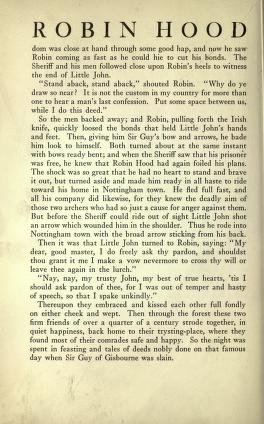 ROBIN HOOD
dom was close at hand through some good hap, and now he saw
Robin coming as fast as he could hie to cut his bonds. The
Sheriff and his men followed close upon Robin's heels to witness
the end of Little John.
"Stand aback, stand aback," shouted Robin. "Why do ye
draw so near? It is not the custom in my country for more than
one to hear a man's last confession. Put some space between us,
while I do this deed."
So the men backed away; and Robin, pulling forth the Irish
knife, quickly loosed the bonds that held Little John's hands
and feet. Then, giving him Sir Guy's bow and arrows, he bade
him look to himself. Both turned about at the same instant
with bows ready bent; and when the Sheriff saw that his prisoner
was free, he knew that Robin Hood had again foiled his plans.
The shock was so great that he had no heart to stand and brave
it out, but turned aside and made him ready in all haste to ride
toward his home in Nottingham town. He fled full fast, and
all his company did likewise, for they knew the deadly aim of
those two archers who had so just a cause for anger against them.
But before the Sheriff could ride out of sight Little John shot
an arrow which wounded him in the shoulder. Thus he rode into
Nottingham town with the broad arrow sticking from his back.
Then it was that Little John turned to Robin, saying: "My
dear, good master, I do freely ask thy pardon, and shouldst
thou grant it me I make a vow nevermore to cross thy will or
leave thee again in the lurch."
"Nay, nay, my trusty John, my best of true hearts, 'tis I
should ask pardon of thee, for I was out of temper and hasty
of speech, so that I spake unkindly."
Thereupon they embraced and kissed each other full fondly
on either cheek and wept. Then through the forest these two
firm friends of over a quarter of a century strode together, in
quiet happiness, back home to their trysting-place, where they
found most of their comrades safe and happy. So the night was
spent in feasting and tales of deeds nobly done on that famous
day when Sir Guy of Gisbourne was slain.